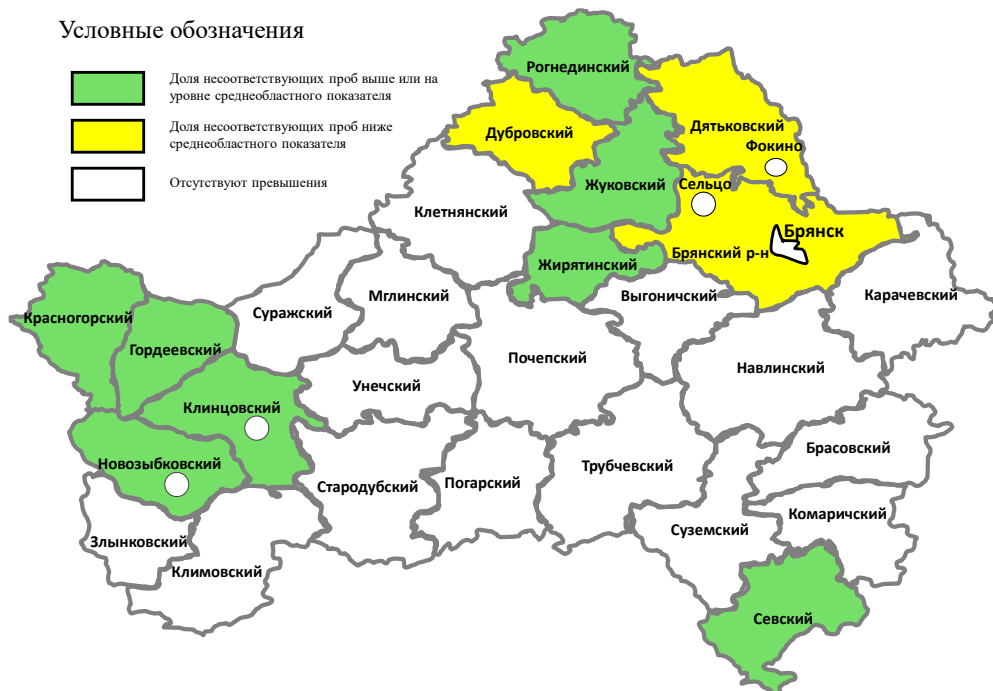 Условные обозначения
Доля несоответствующих проб выше или на
уровне среднеобластного показателя
Доля несоответствующих проб ниже
среднеобластного показателя
Отсутствуют превышения
Рогнединский
Дубровский
Дятьковский
Фокино
Жуковский
Сельцо
Клетнянский
Брянск
Брянский р-н
Жирятинский
Выгоничский
Карачевский
Мглинский
Суражский
Красногорский
Гордеевский
Почепский
Навлинский
Унечский
Клинцовский
Брасовский
Новозыбковский
Трубчевский
Стародубский
Погарский
Комаричский
Суземский
Злынковский
Климовский
Севский